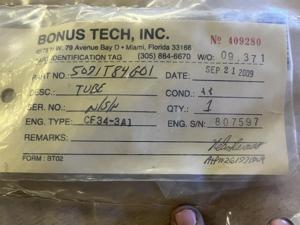 BONUS TECH, INC.
Nº 409280
N.W. 79 Avenue Bay D • Miami, Florida 33166
IDENTIFICATION TAG (305) 884-6670 W/O: 09.371
PART NO.: 5021T84G01 DATE: SEP 21 2009
DESC.: TUBE COND.:
SER. NO.: QTY.: 1
ENG. TYPE: CF34-3A1 ENG. S/N: 807597
REMARKS:
FORM: BT02